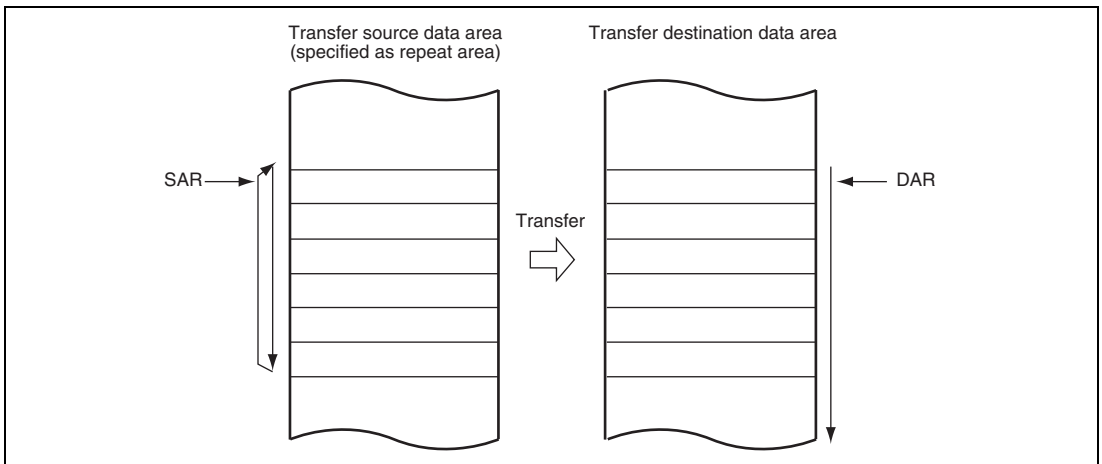 Transfer source data area
(specified as repeat area)
Transfer destination data area
SAR
Transfer
DAR